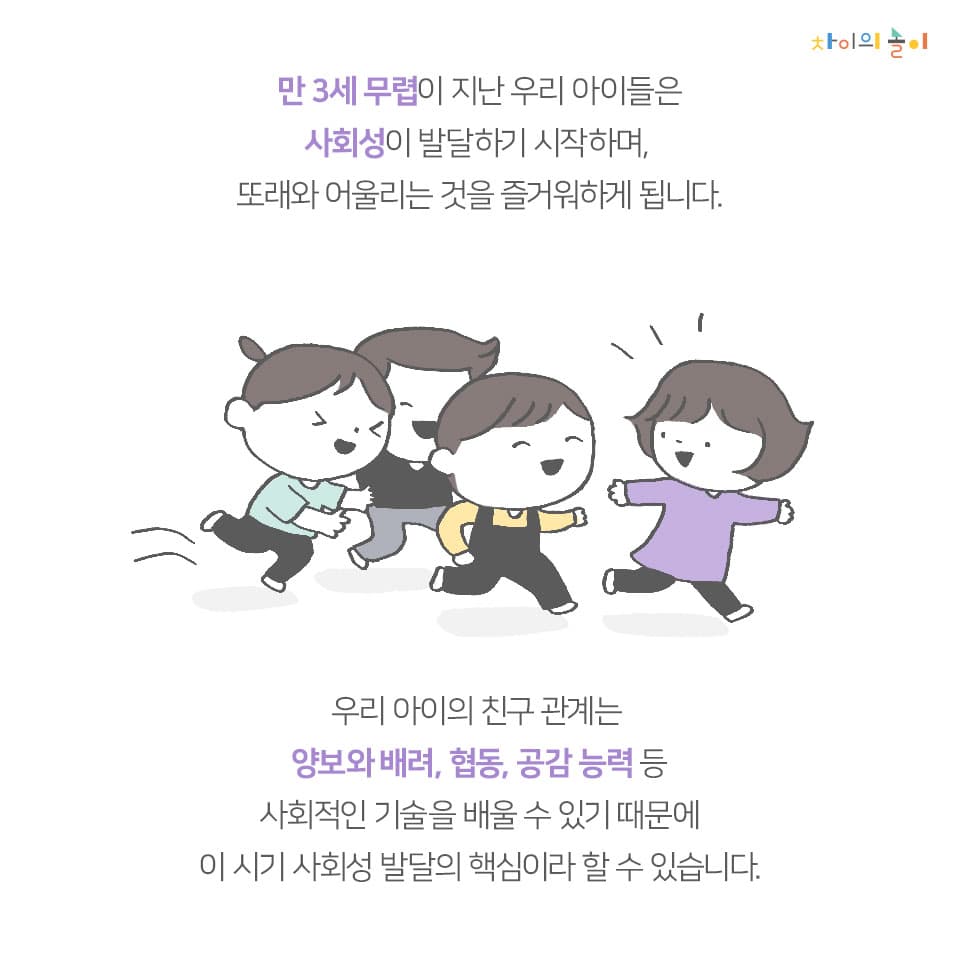 차이의 놀이
만 3세 무렵이 지난 우리 아이들은
사회성이 발달하기 시작하며,
또래와 어울리는 것을 즐거워하게 됩니다.
우리 아이의 친구 관계는
양보와 배려, 협동, 공감 능력 등
사회적인 기술을 배울 수 있기 때문에
이 시기 사회성 발달의 핵심이라 할 수 있습니다.